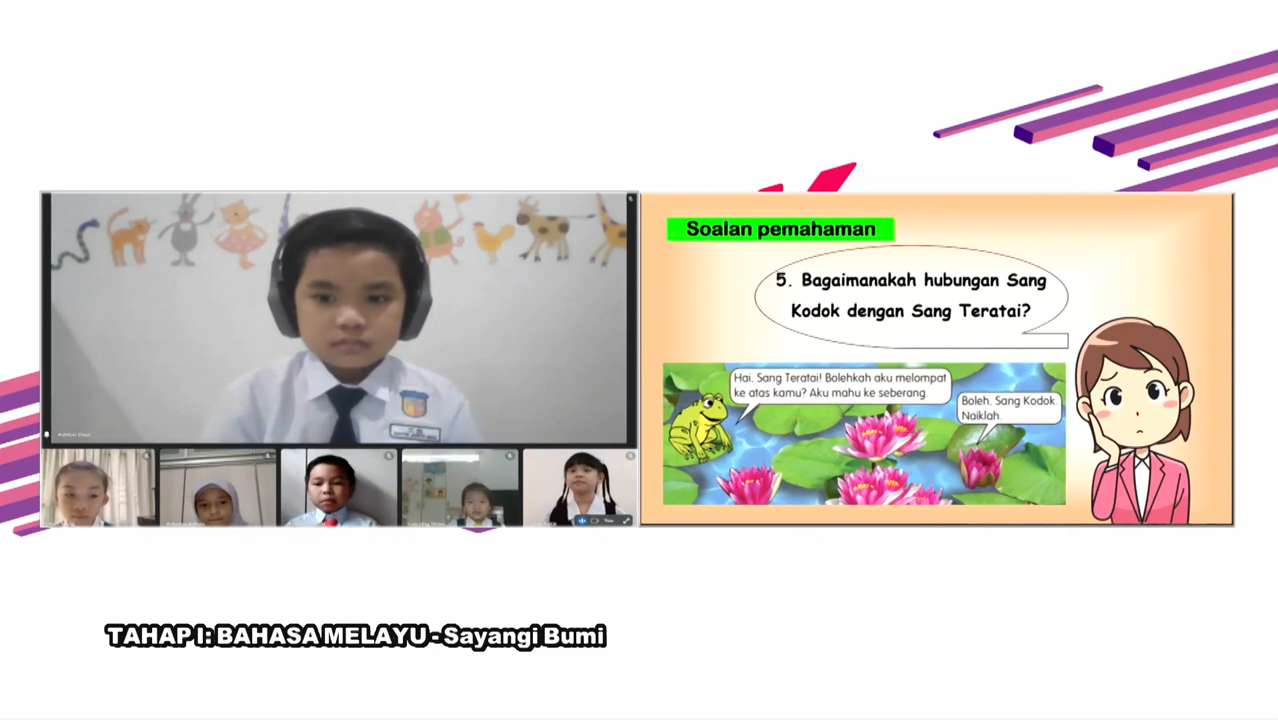 Soalan pemahaman
5. Bagaimanakah hubungan Sang
Kodok dengan Sang Teratai?
Hai. Sang Teratai! Bolehkah aku melompat
ke atas kamu? Aku mahu ke seberang.
Boleh. Sang Kodok.
Naiklah.
You
TAHAP I: BAHASA MELAYU - Sayangi Bumi